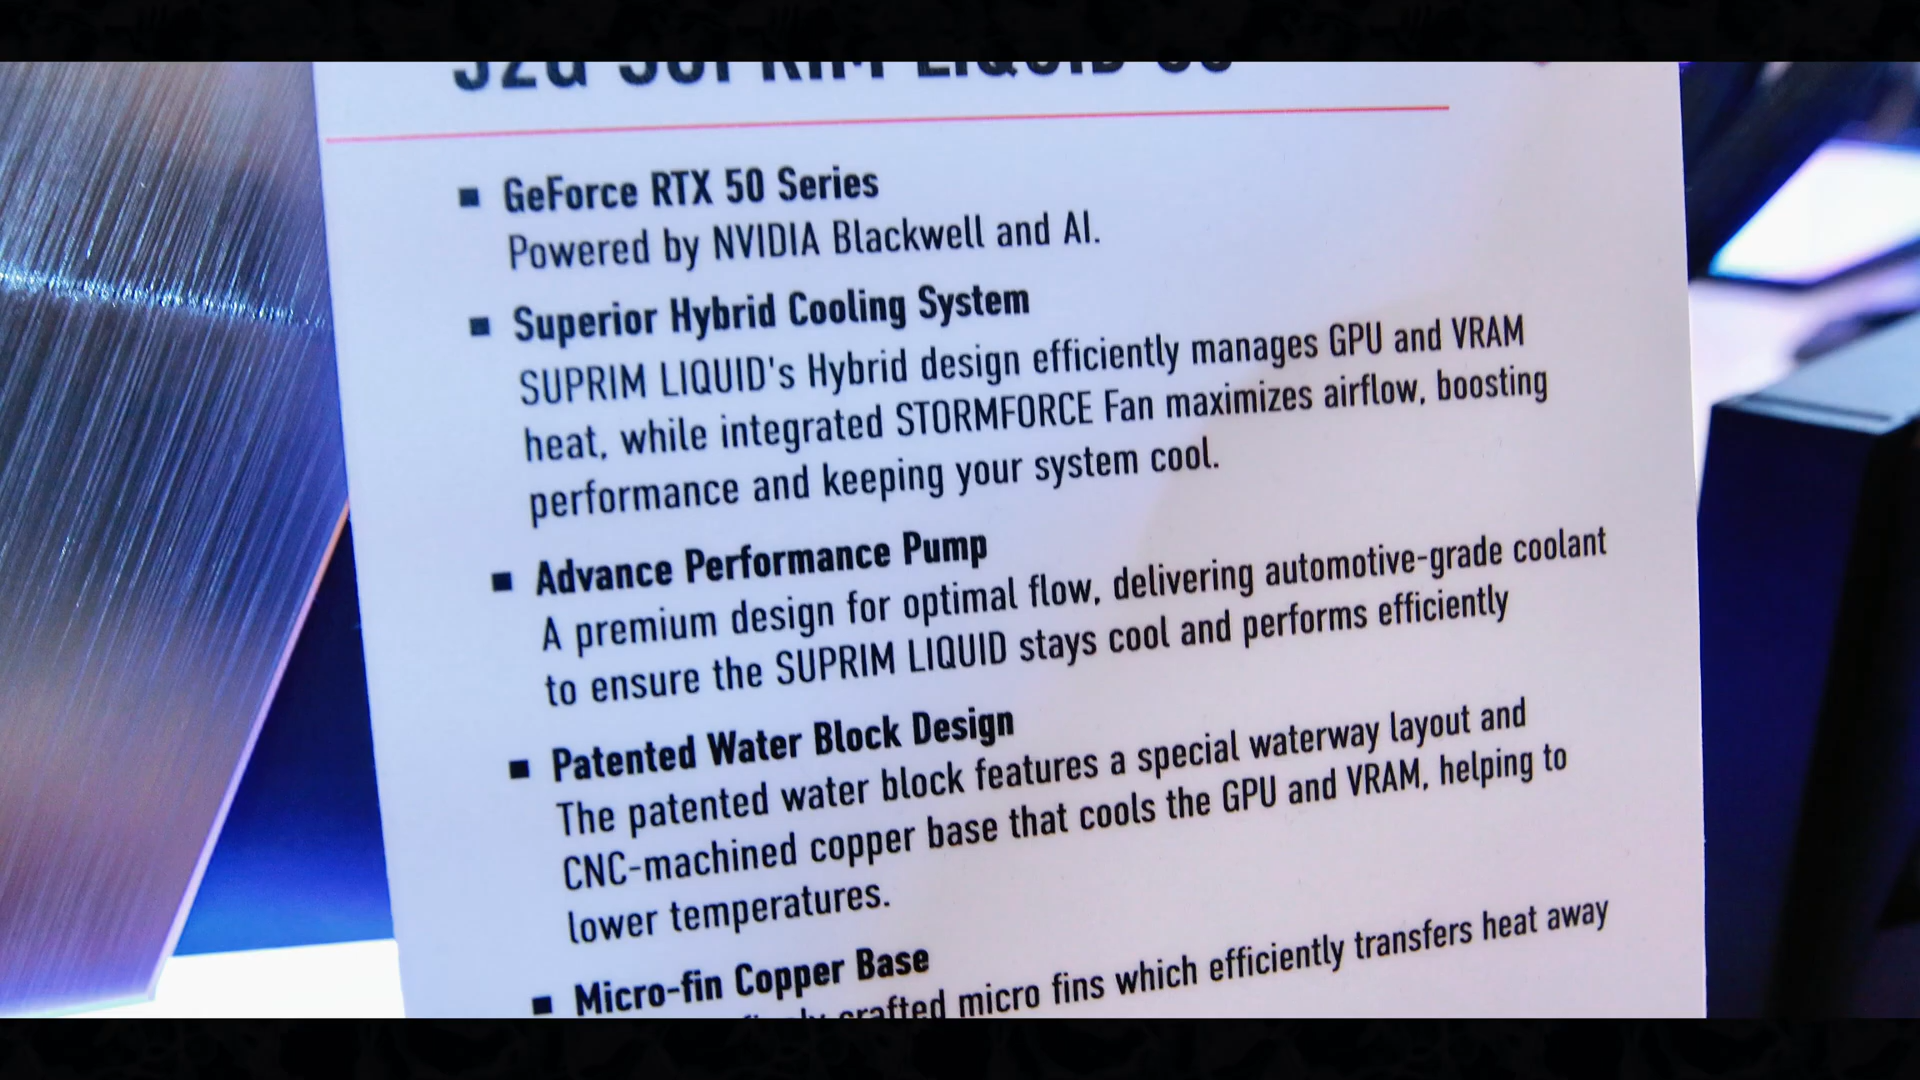 32G SUPRIM LIQUID
■ GeForce RTX 50 Series
Powered by NVIDIA Blackwell and AI.
■ Superior Hybrid Cooling System
SUPRIM LIQUID's Hybrid design efficiently manages GPU and VRAM
heat, while integrated STORMFORCE Fan maximizes airflow, boosting
performance and keeping your system cool.
■ Advance Performance Pump
A premium design for optimal flow, delivering automotive-grade coolant
to ensure the SUPRIM LIQUID stays cool and performs efficiently
■ Patented Water Block Design
The patented water block features a special waterway layout and
CNC-machined copper base that cools the GPU and VRAM, helping to
lower temperatures.
■ Micro-fin Copper Base
crafted micro fins which efficiently transfers heat away